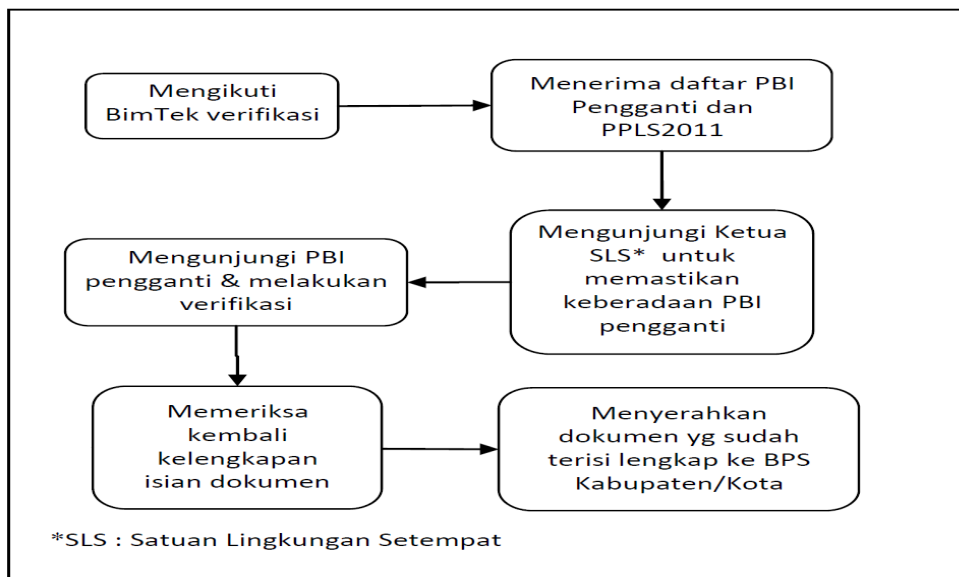 Mengikuti
BimTek verifikasi
Menerima daftar PBI
Pengganti dan
PPLS2011
Mengunjungi Ketua
SLS* untuk
memastikan
keberadaan PBI
pengganti
Mengunjungi PBI
pengganti & melakukan
verifikasi
Memeriksa
kembali
kelengkapan
isian dokumen
Menyerahkan
dokumen yg sudah
terisi lengkap ke BPS
Kabupaten/Kota
*SLS : Satuan Lingkungan Setempat